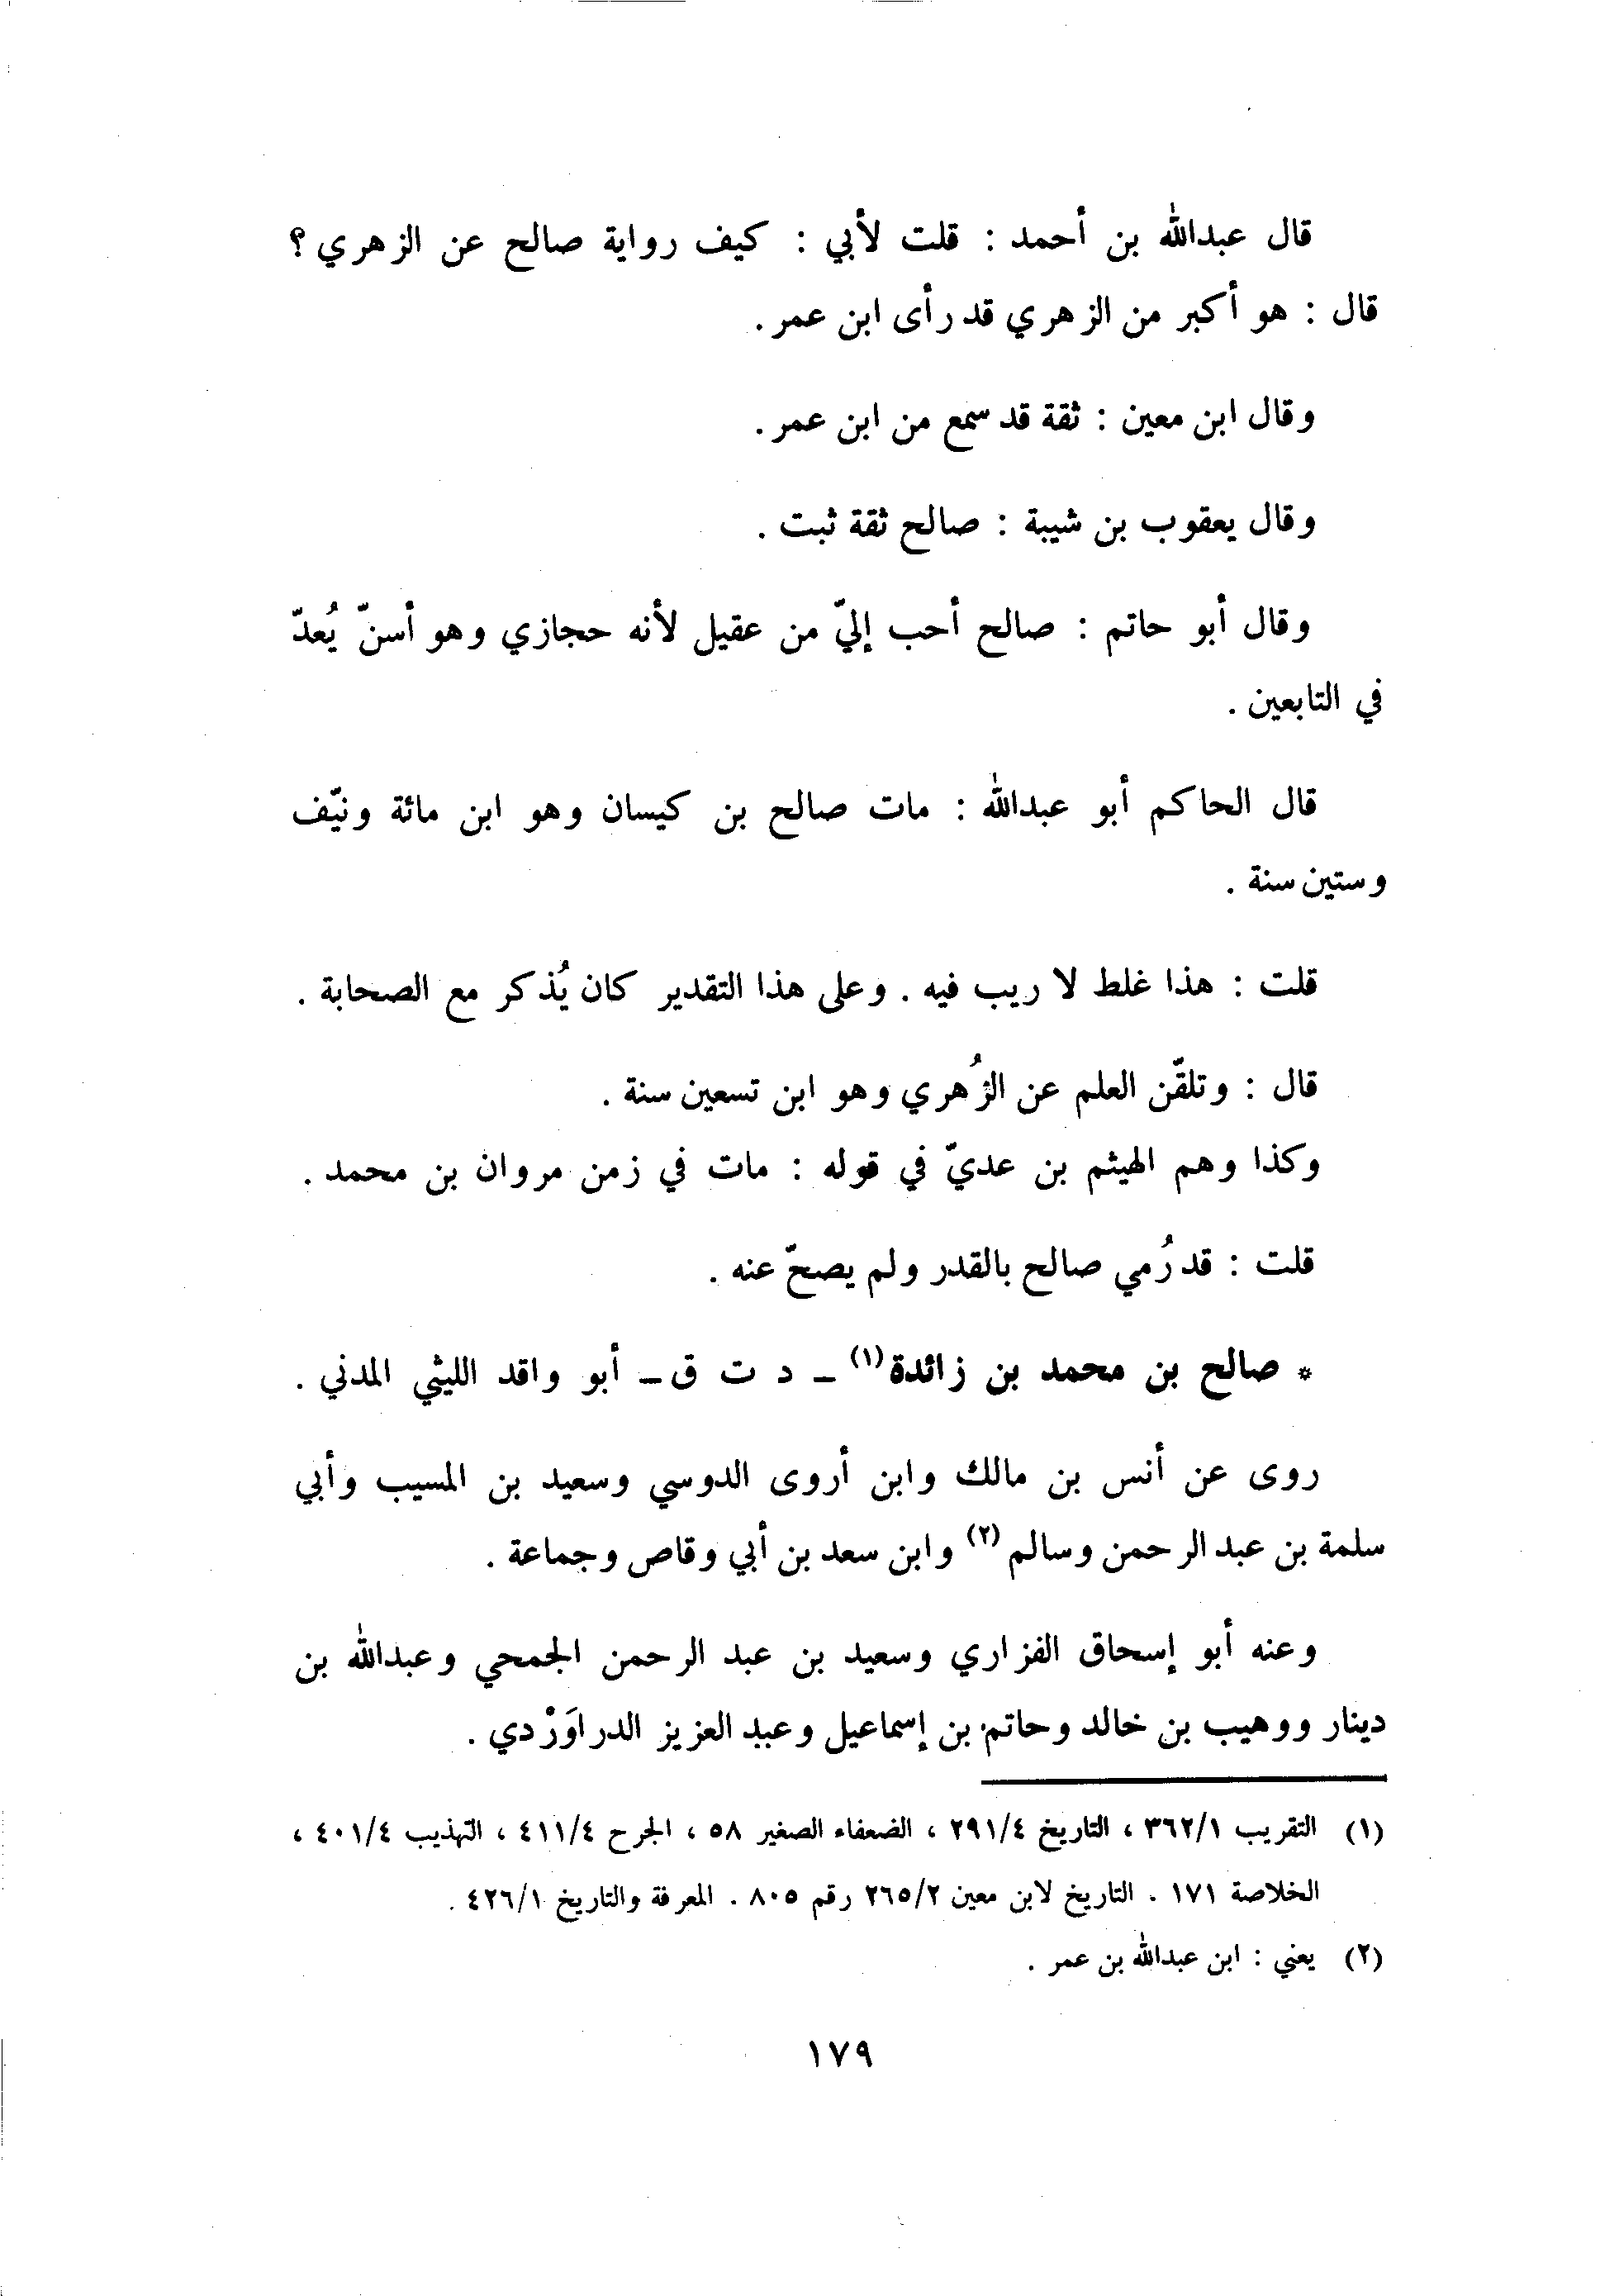 قال عبدالله بن أحمد : قلت لأبي : كيف رواية صالح عن الزهري ؟
قال : هو أكبر من الزهري قد رأى ابن عمر .
وقال ابن معين : ثقة قد سمع من ابن عمر .
وقال يعقوب بن شيبة : صالح ثقة ثبت .
وقال أبو حاتم : صالح أحب إليّ من عقيل لأنه حجازي وهو أسنّ يُعدّ
في التابعين .
قال الحاكم أبو عبدالله : مات صالح بن كيسان وهو ابن مائة ونيّف
وستين سنة .
قلت : هذا غلط لا ريب فيه . وعلى هذا التقدير كان يُذكر مع الصحابة .
قال : وتلقّن العلم عن الزُهري وهو ابن تسعين سنة .
وكذا وهم الهيثم بن عديّ في قوله : مات في زمن مروان بن محمد .
قلت : قد رُمي صالح بالقدر ولم يصحّ عنه .
* صالح بن محمد بن زائدة (١) ـ د ت ق ـ أبو واقد الليثي المدني .
روى عن أنس بن مالك وابن أروى الدوسي وسعيد بن المسيب وأبي
سلمة بن عبد الرحمن وسالم (٢) وابن سعد بن أبي وقاص وجماعة .
وعنه أبو إسحاق الفزاري وسعيد بن عبد الرحمن الجمحي وعبدالله بن
دينار ووهيب بن خالد وحاتم بن إسماعيل وعبد العزيز الدراوَرْدي .
(١) التقريب ٣٦٢/١ ، التاريخ ٢٩١/٤ ، الضعفاء الصغير ٥٨ ، الجرح ٤١١/٤ ، التهذيب ٤٠١/٤ ،
الخلاصة ١٧١ . التاريخ لابن معين ٢٦٥/٢ رقم ٨٠٥ . المعرفة والتاريخ ٤٢٦/١ .
(٢) يعني : ابن عبدالله بن عمر .
١٧٩